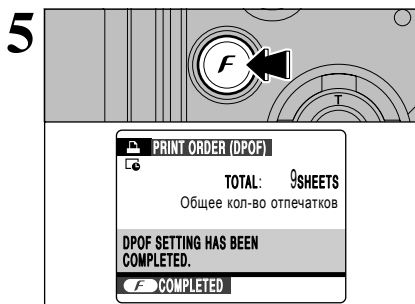 5
F
T
PRINT ORDER (DPOF)
TOTAL: 9SHEETS
Общее кол-во отпечатков
DPOF SETTING HAS BEEN
COMPLETED.
F COMPLETED